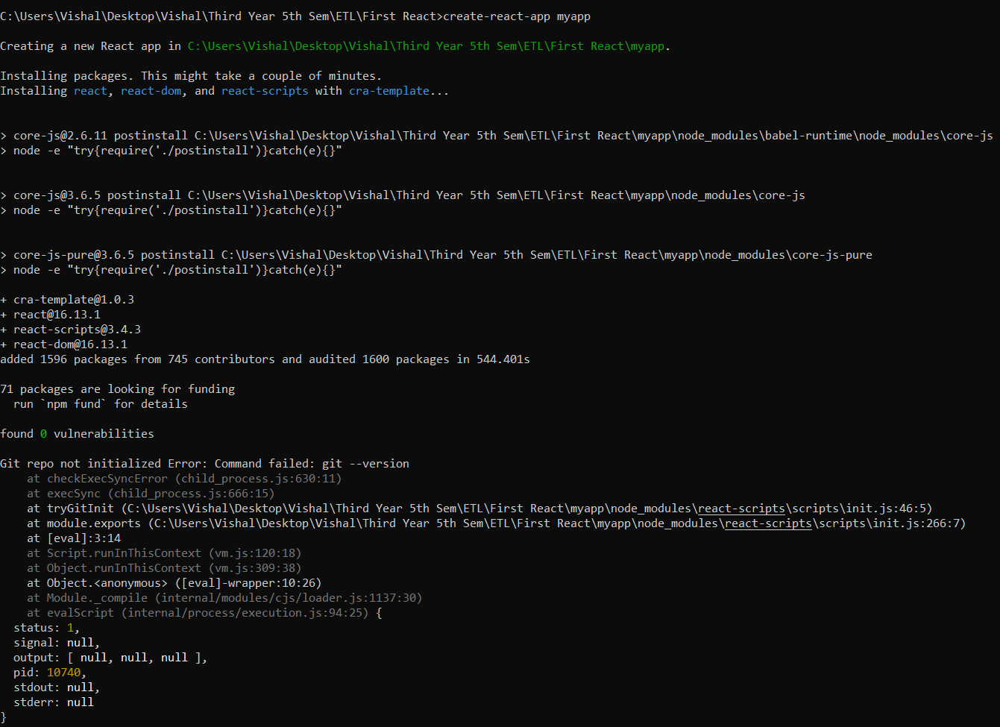 C:\Users\Vishal\Desktop\Vishal\Third Year 5th Sem\ETL\First React>create-react-app myapp
Creating a new React app in C:\Users\Vishal\Desktop\Vishal\Third Year 5th Sem\ETL\First React\myapp.
Installing packages. This might take a couple of minutes.
Installing react, react-dom, and react-scripts with cra-template...
> core-js@2.6.11 postinstall C:\Users\Vishal\Desktop\Vishal\Third Year 5th Sem\ETL\First React\myapp\node_modules\babel-runtime\node_modules\core-js
> node -e "try{require('./postinstall')}catch(e){}"
> core-js@3.6.5 postinstall C:\Users\Vishal\Desktop\Vishal\Third Year 5th Sem\ETL\First React\myapp\node_modules\core-js
> node -e "try{require('./postinstall')}catch(e){}"
> core-js-pure@3.6.5 postinstall C:\Users\Vishal\Desktop\Vishal\Third Year 5th Sem\ETL\First React\myapp\node_modules\core-js-pure
> node -e "try{require('./postinstall')}catch(e){}"
+ cra-template@1.0.3
+ react@16.13.1
+ react-scripts@3.4.3
+ react-dom@16.13.1
added 1596 packages from 745 contributors and audited 1600 packages in 544.401s
71 packages are looking for funding
  run `npm fund` for details
found 0 vulnerabilities
Git repo not initialized Error: Command failed: git --version
    at checkExecSyncError (child_process.js:630:11)
    at execSync (child_process.js:666:15)
    at tryGitInit (C:\Users\Vishal\Desktop\Vishal\Third Year 5th Sem\ETL\First React\myapp\node_modules\react-scripts\scripts\init.js:46:5)
    at module.exports (C:\Users\Vishal\Desktop\Vishal\Third Year 5th Sem\ETL\First React\myapp\node_modules\react-scripts\scripts\init.js:266:7)
    at [eval]:3:14
    at Script.runInThisContext (vm.js:120:18)
    at Object.runInThisContext (vm.js:309:38)
    at Object.<anonymous> ([eval]-wrapper:10:26)
    at Module._compile (internal/modules/cjs/loader.js:1137:30)
    at evalScript (internal/process/execution.js:94:25) {
  status: 1,
  signal: null,
  output: [ null, null, null ],
  pid: 10740,
  stdout: null,
  stderr: null
}